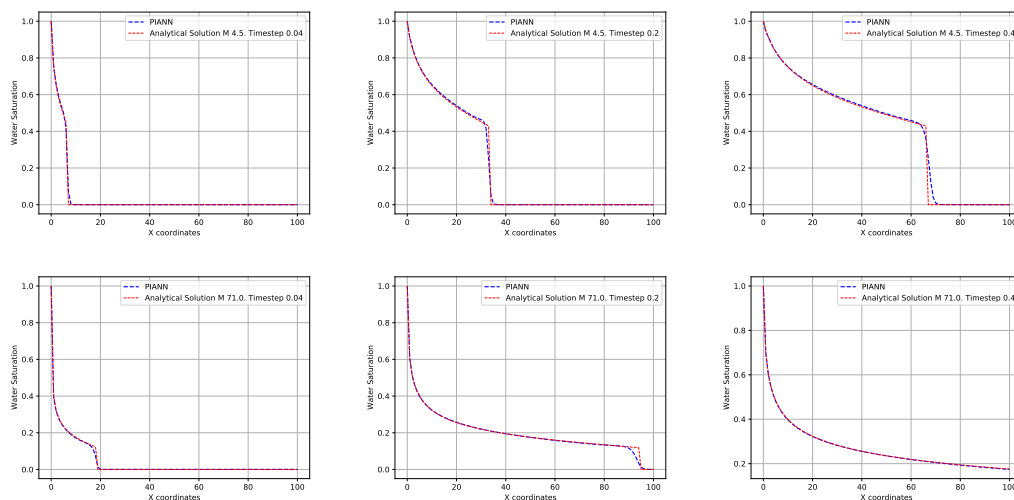 PIANN
Analytical Solution M 4.5. Timestep 0.04
Water Saturation
1.0
0.8
0.6
0.4
0.2
0.0
0 20 40 60 80 100
X coordinates
PIANN
Analytical Solution M 4.5. Timestep 0.2
Water Saturation
1.0
0.8
0.6
0.4
0.2
0.0
0 20 40 60 80 100
X coordinates
PIANN
Analytical Solution M 4.5. Timestep 0.4
Water Saturation
1.0
0.8
0.6
0.4
0.2
0.0
0 20 40 60 80 100
X coordinates
PIANN
Analytical Solution M 71.0. Timestep 0.04
Water Saturation
1.0
0.8
0.6
0.4
0.2
0.0
0 20 40 60 80 100
X coordinates
PIANN
Analytical Solution M 71.0. Timestep 0.2
Water Saturation
1.0
0.8
0.6
0.4
0.2
0.0
0 20 40 60 80 100
X coordinates
PIANN
Analytical Solution M 71.0. Timestep 0.4
Water Saturation
1.0
0.8
0.6
0.4
0.2
0 20 40 60 80 100
X coordinates